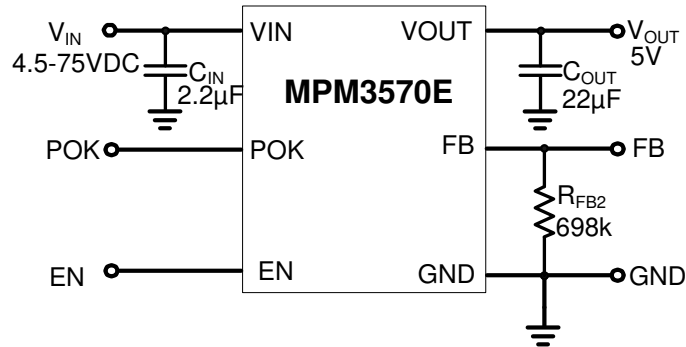 VIN VIN VOUT VOUT
4.5-75VDC CIN COUT 5V
2.2µF MPM3570E 22µF
POK POK FB FB
RFB2
698k
EN EN GND GND